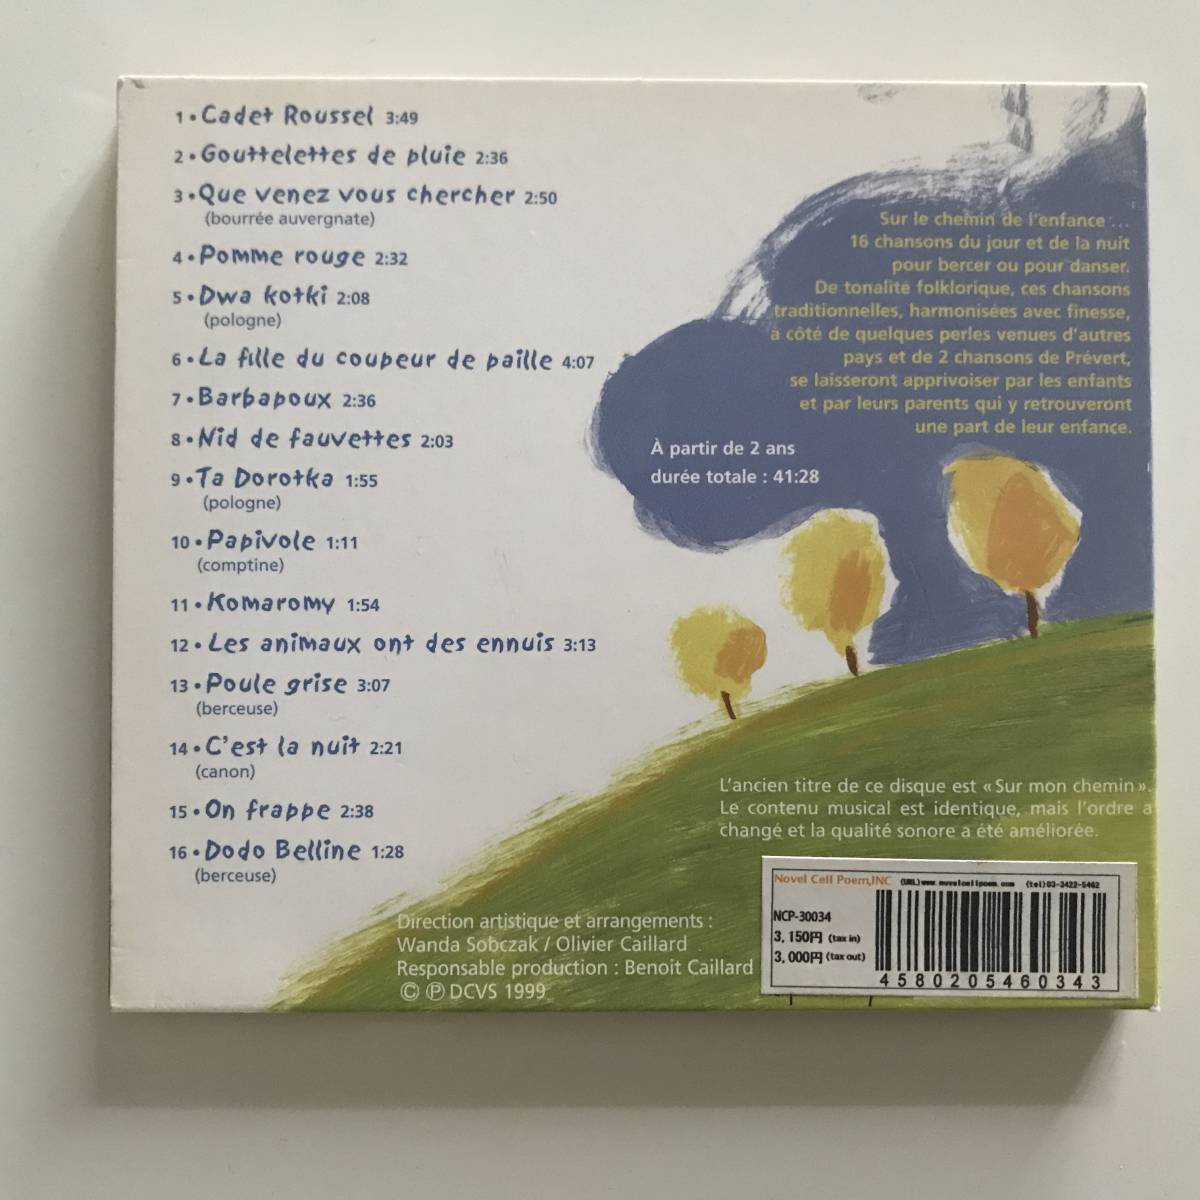 1 • Cadet Roussel 3:49
2 • Gouttelettes de pluie 2:36
3 • Que venez vous chercher 2:50
(bourrée auvergnate)
4 • Pomme rouge 2:32
5 • Dwa kotki 2:08
(pologne)
6 • La fille du coupeur de paille 4:07
7 • Barbapoux 2:36
8 • Nid de fauvettes 2:03
9 • Ta Dorotka 1:55
(pologne)
10 • Papivole 1:11
(comptine)
11 • Komaromy 1:54
12 • Les animaux ont des ennuis 3:13
13 • Poule grise 3:07
(berceuse)
14 • C'est la nuit 2:21
(canon)
15 • On frappe 2:38
16 • Dodo Belline 1:28
(berceuse)
Sur le chemin de l'enfance ...
16 chansons du jour et de la nuit
pour bercer ou pour danser.
De tonalité folklorique, ces chansons
traditionnelles, harmonisées avec finesse,
à côté de quelques perles venues d'autres
pays et de 2 chansons de Prévert,
se laisseront apprivoiser par les enfants
et par leurs parents qui y retrouveront
une part de leur enfance.
À partir de 2 ans
durée totale : 41:28
L'ancien titre de ce disque est « Sur mon chemin ».
Le contenu musical est identique, mais l'ordre a
changé et la qualité sonore a été améliorée.
Direction artistique et arrangements :
Wanda Sobczak / Olivier Caillard
Responsable production : Benoit Caillard
© ℗ DCVS 1999
Novel Cell Poem,INC (URL)www.novelcellpoem.com (tel)03-3422-5462
NCP-30034
3,150円 (tax in)
3,000円 (tax out)
4580205460343